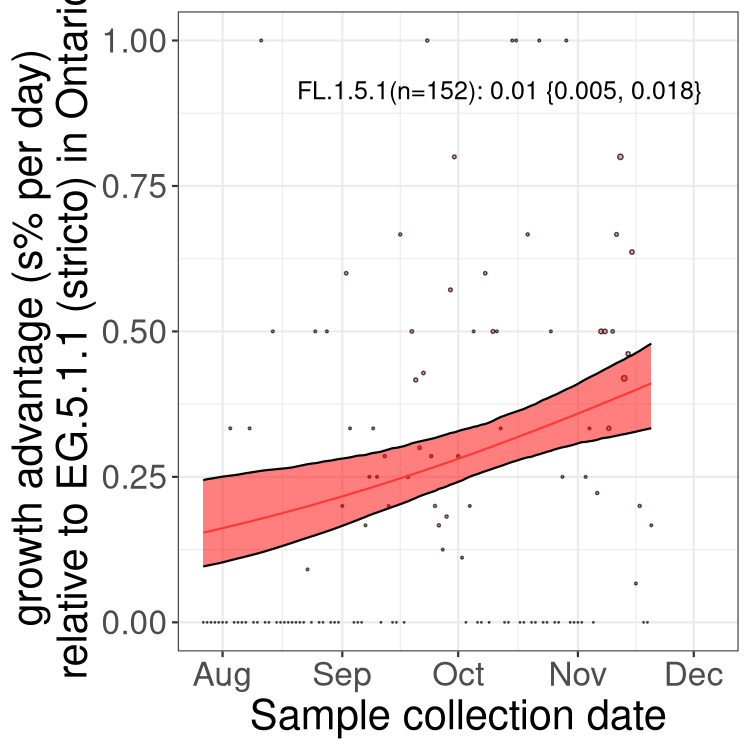 growth advantage (s% per day)
relative to EG.5.1.1 (stricto) in Ontario
1.00
0.75
0.50
0.25
0.00
FL.1.5.1(n=152): 0.01 {0.005, 0.018}
Aug Sep Oct Nov Dec
Sample collection date